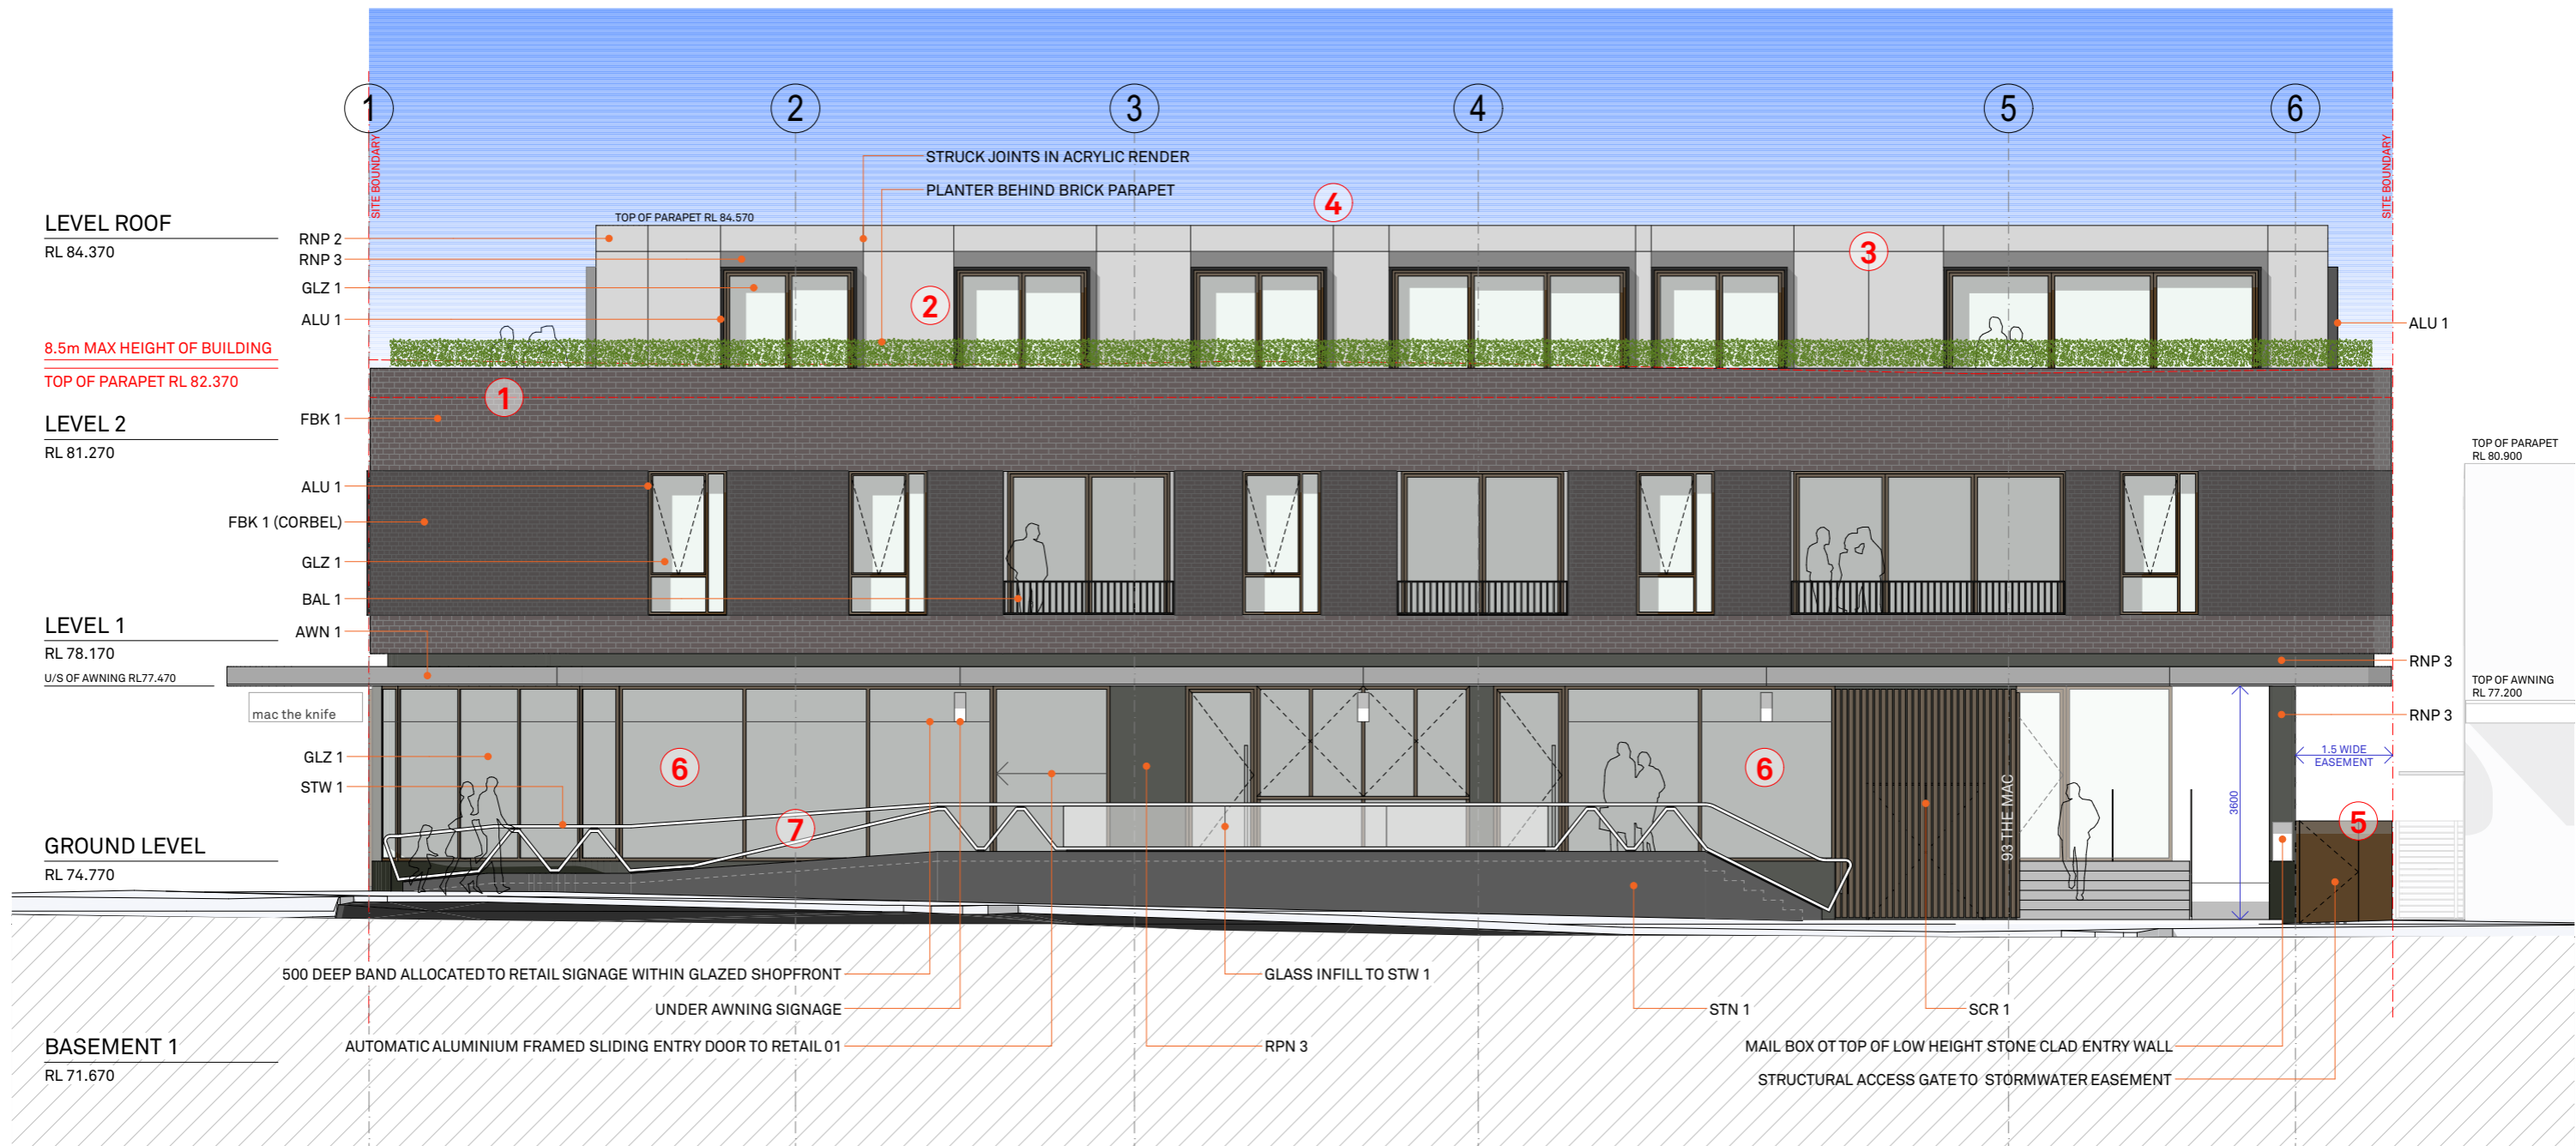 1
2
3
4
5
6
SITE BOUNDARY
SITE BOUNDARY
STRUCK JOINTS IN ACRYLIC RENDER
PLANTER BEHIND BRICK PARAPET
4
TOP OF PARAPET RL 84.570
LEVEL ROOF
RL 84.370
RNP 2
RNP 3
GLZ 1
ALU 1
3
2
ALU 1
8.5m MAX HEIGHT OF BUILDING
TOP OF PARAPET RL 82.370
1
FBK 1
LEVEL 2
RL 81.270
TOP OF PARAPET
RL 80.900
ALU 1
FBK 1 (CORBEL)
GLZ 1
BAL 1
LEVEL 1
RL 78.170
AWN 1
U/S OF AWNING RL77.470
RNP 3
TOP OF AWNING
RL 77.200
mac the knife
RNP 3
1.5 WIDE
EASEMENT
GLZ 1
6
6
STW 1
3600
93 THE MAC
7
5
GROUND LEVEL
RL 74.770
500 DEEP BAND ALLOCATED TO RETAIL SIGNAGE WITHIN GLAZED SHOPFRONT
GLASS INFILL TO STW 1
UNDER AWNING SIGNAGE
STN 1
SCR 1
BASEMENT 1
RL 71.670
AUTOMATIC ALUMINIUM FRAMED SLIDING ENTRY DOOR TO RETAIL 01
RPN 3
MAIL BOX OT TOP OF LOW HEIGHT STONE CLAD ENTRY WALL
STRUCTURAL ACCESS GATE TO STORMWATER EASEMENT